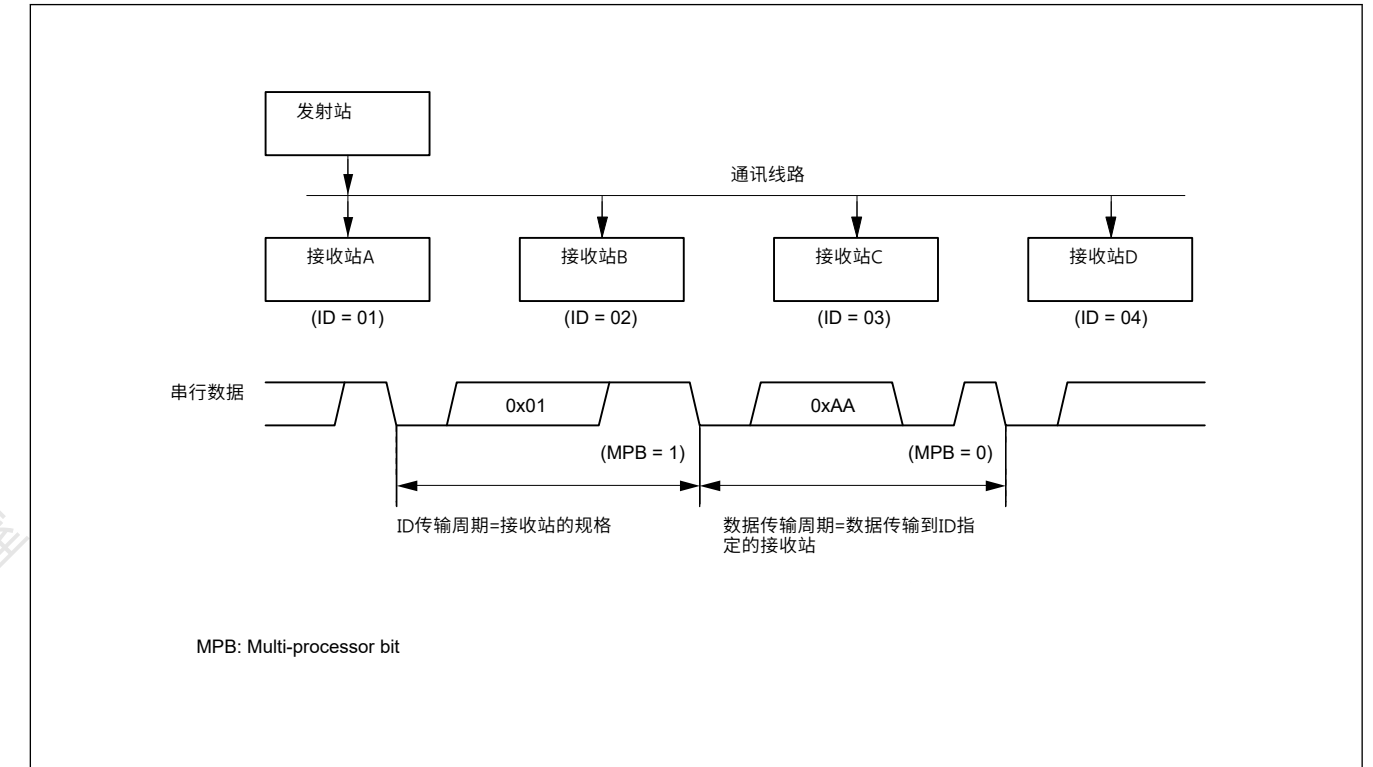 发射站
通讯线路
接收站A
接收站B
接收站C
接收站D
(ID = 01)
(ID = 02)
(ID = 03)
(ID = 04)
串行数据
0x01
0xAA
(MPB = 1)
(MPB = 0)
ID传输周期=接收站的规格
数据传输周期=数据传输到ID指
定的接收站
MPB: Multi-processor bit